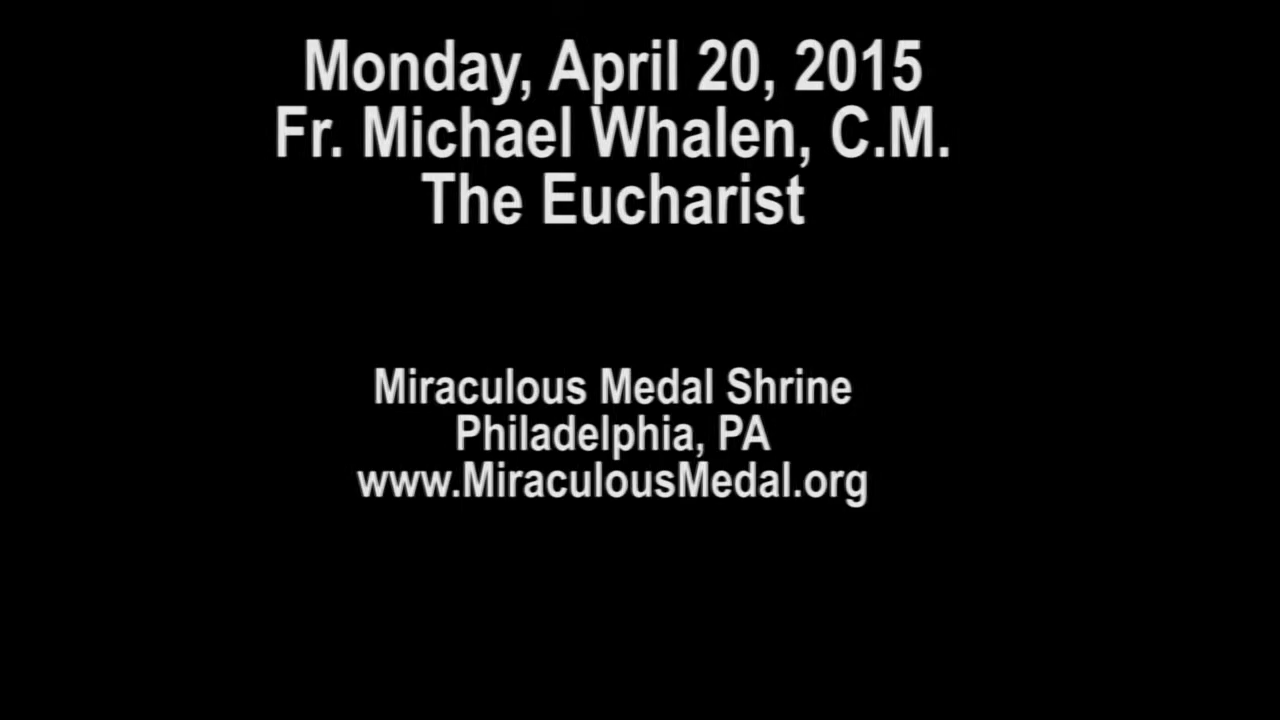 Monday, April 20, 2015
Fr. Michael Whalen, C.M.
The Eucharist
Miraculous Medal Shrine
Philadelphia, PA
www.MiraculousMedal.org